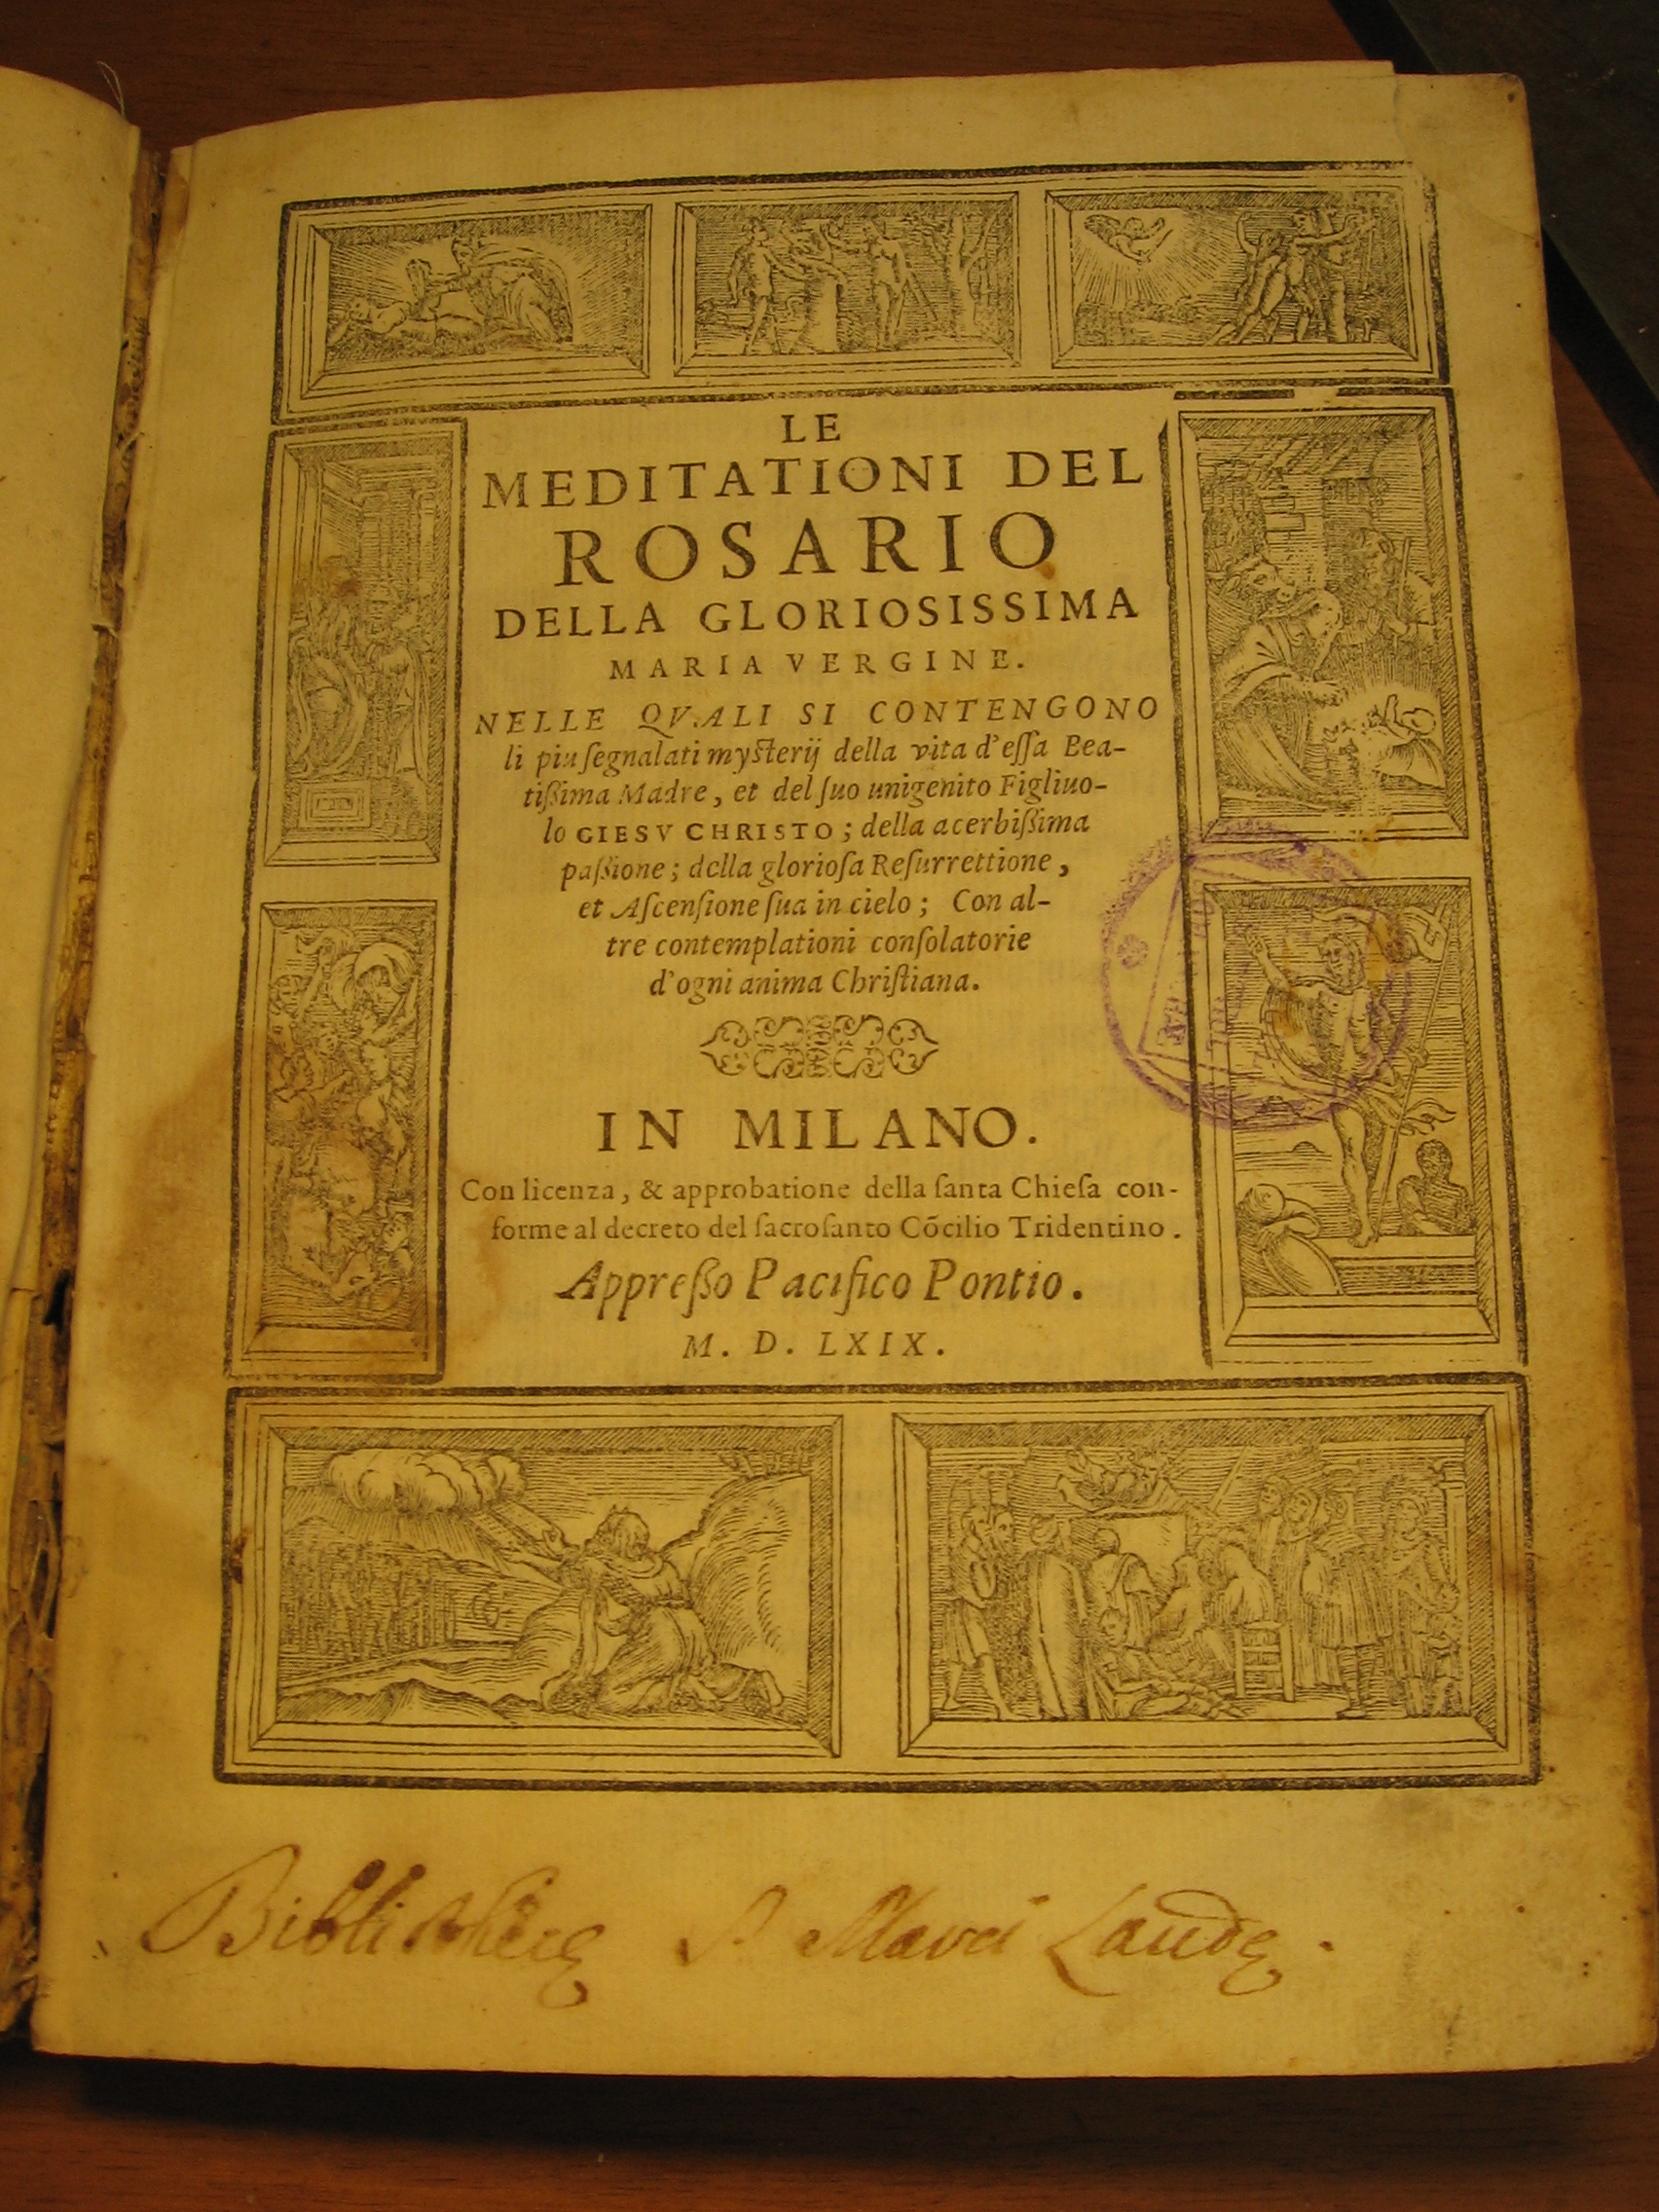 LE
MEDITATIONI DEL
ROSARIO
DELLA GLORIOSISSIMA
MARIA VERGINE.
NELLE QVALI SI CONTENGONO
li piu ſegnalati myſterij della vita d'eſſa Bea-
tiſsima Madre, et del ſuo unigenito Figliuo-
lo GIESV CHRISTO; della acerbiſsima
paſsione; della glorioſa Reſurrettione,
et Aſcenſione ſua in cielo; Con al-
tre contemplationi conſolatorie
d'ogni anima Chriſtiana.
IN MILANO.
Con licenza, & approbatione della ſanta Chieſa con-
forme al decreto del ſacroſanto Cõcilio Tridentino.
Appreſſo Pacifico Pontio.
M. D. LXIX.
Bibliothecę S. Marci Laudę.